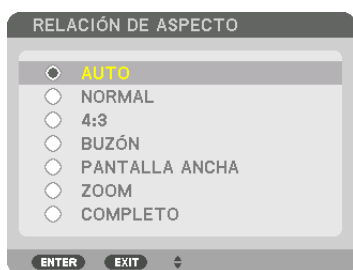 RELACIÓN DE ASPECTO
AUTO
NORMAL
4:3
BUZÓN
PANTALLA ANCHA
ZOOM
COMPLETO
ENTER EXIT